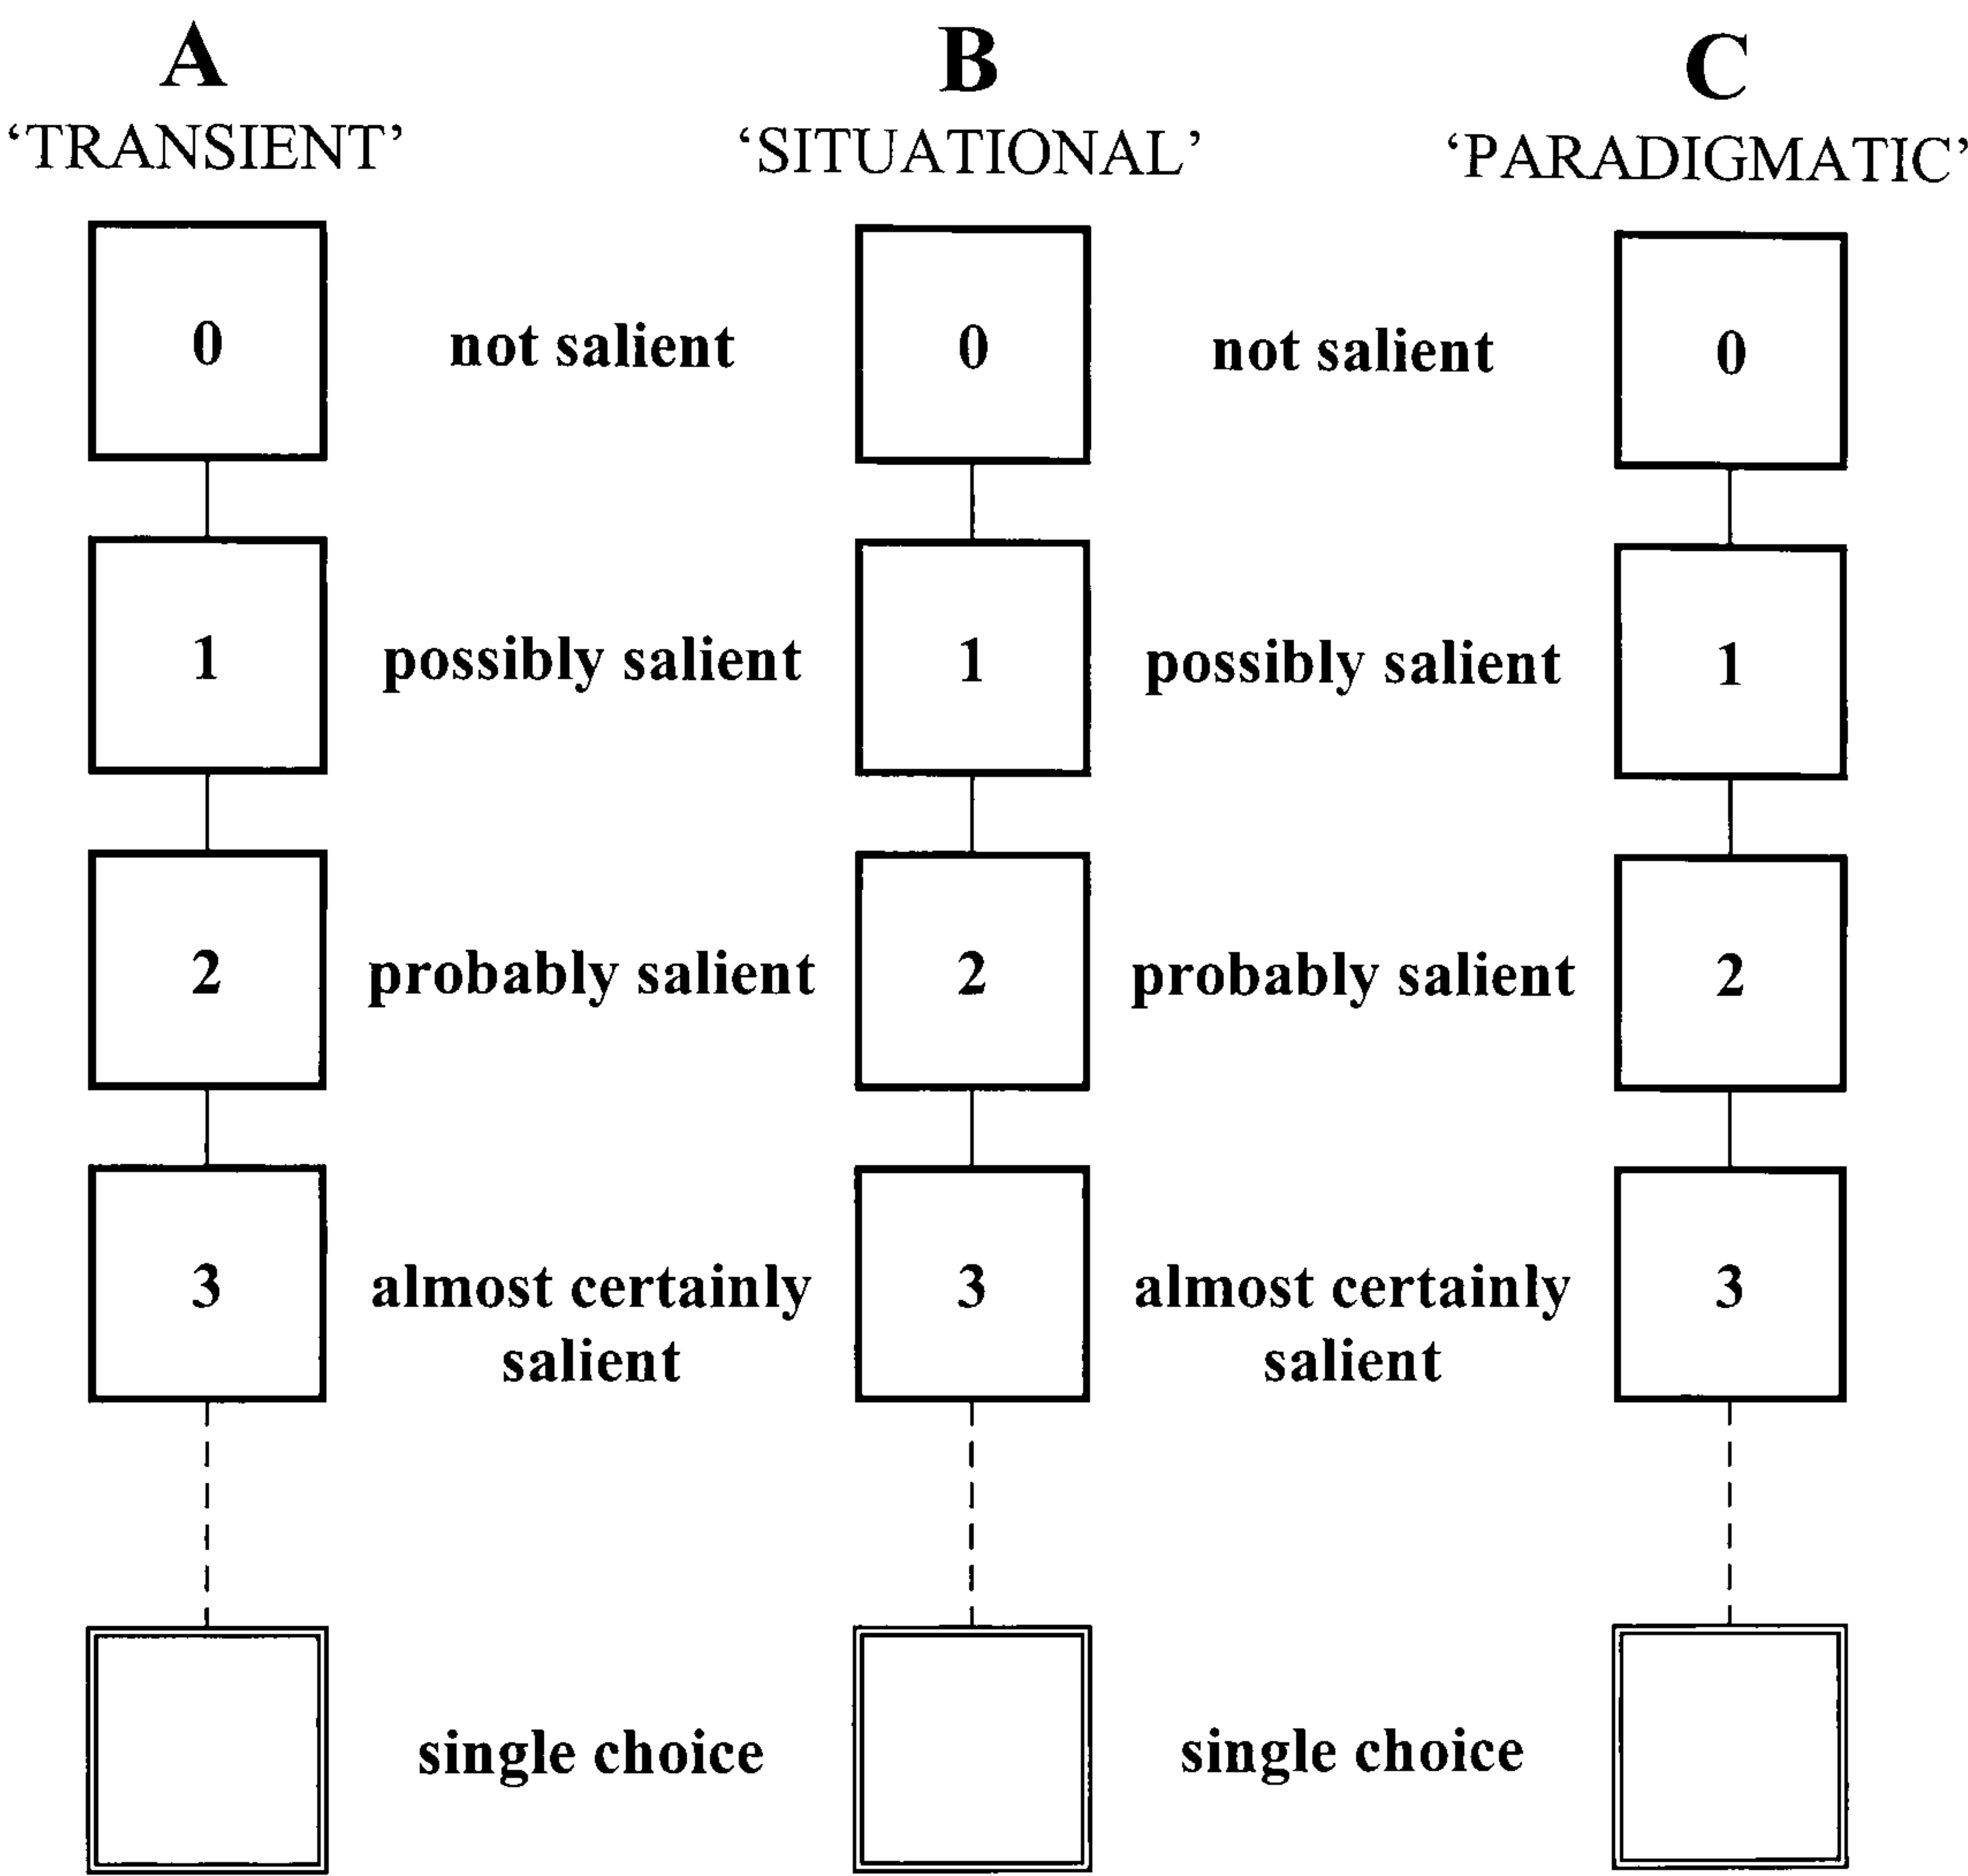 A B C
‘TRANSIENT’ ‘SITUATIONAL’ ‘PARADIGMATIC’
0 not salient 0 not salient 0
1 possibly salient 1 possibly salient 1
2 probably salient 2 probably salient 2
3 almost certainly 3 almost certainly 3
salient salient
single choice single choice